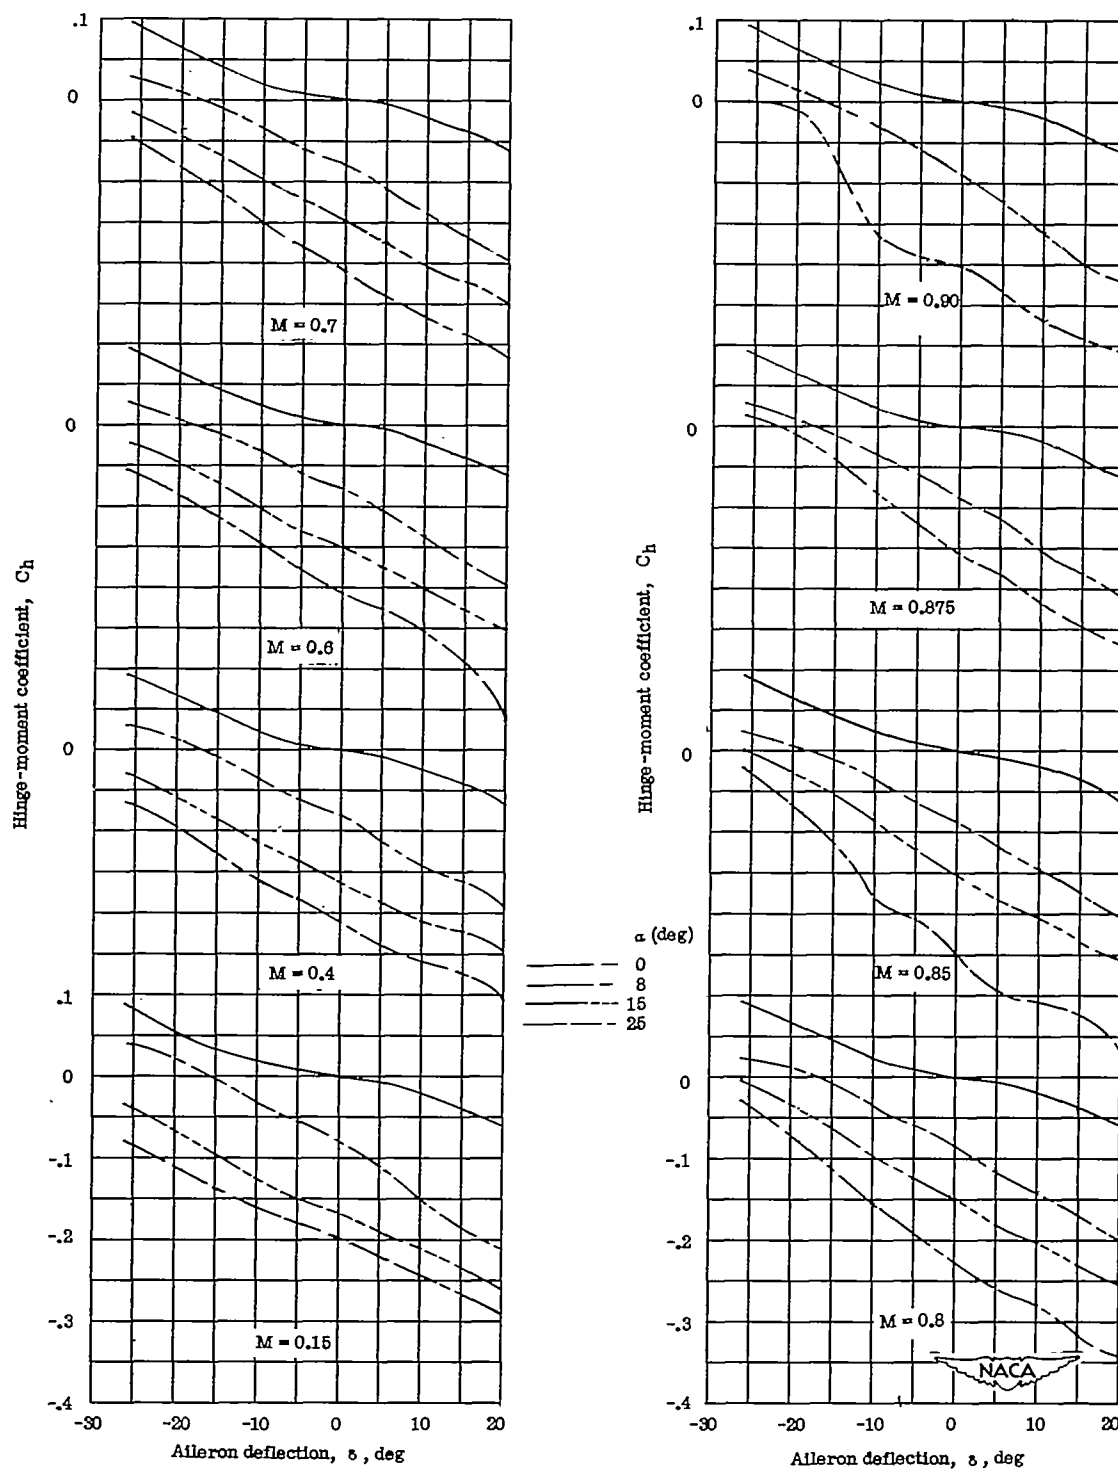 .1
0
M = 0.7
0
M = 0.6
0
M = 0.4
.1
0
-.1
-.2
M = 0.15
-.3
-.4
-30
-20
-10
0
10
20
Aileron deflection, δ, deg
Hinge-moment coefficient, Ch
α (deg)
0
8
15
25
.1
0
M = 0.90
0
M = 0.875
0
M = 0.85
0
-.1
-.2
M = 0.8
-.3
NACA
-.4
-30
-20
-10
0
10
20
Aileron deflection, δ, deg
Hinge-moment coefficient, Ch